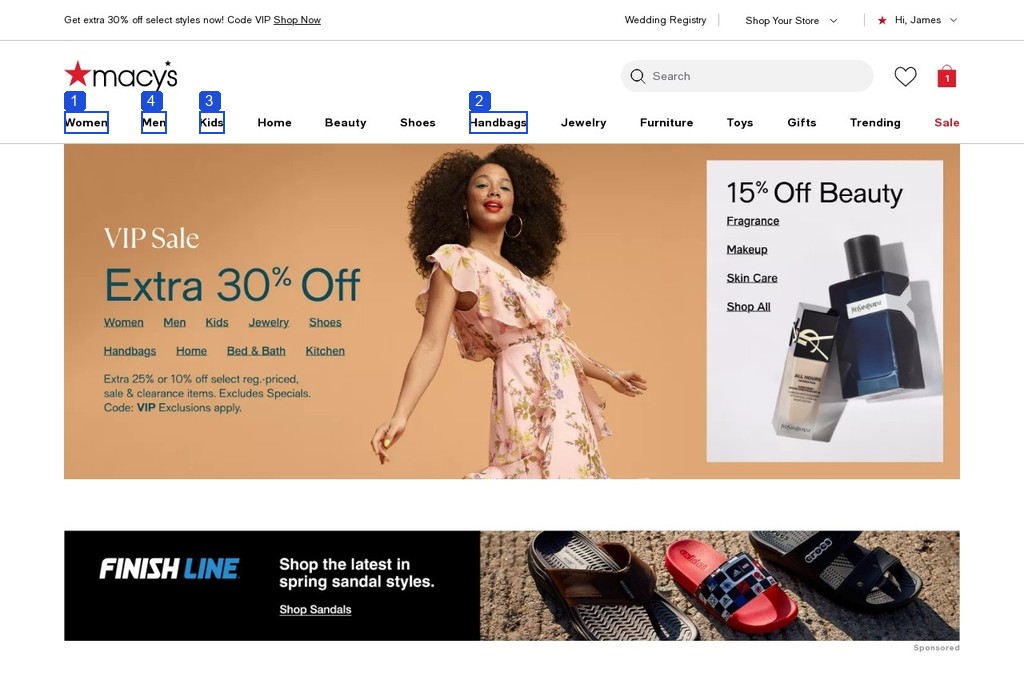 Get extra 30% off select styles now! Code VIP Shop Now
Wedding Registry
Shop Your Store
Hi, James
macy's
Search
1
1
4
3
2
Women
Men
Kids
Home
Beauty
Shoes
Handbags
Jewelry
Furniture
Toys
Gifts
Trending
Sale
VIP Sale
Extra 30% Off
Women Men Kids Jewelry Shoes
Handbags Home Bed & Bath Kitchen
Extra 25% or 10% off select reg.-priced,
sale & clearance items. Excludes Specials.
Code: VIP Exclusions apply.
15% Off Beauty
Fragrance
Makeup
Skin Care
Shop All
YVESSAINTLAURENT
ALL HOURS
FINISH LINE
Shop the latest in
spring sandal styles.
Shop Sandals
crocs
Sponsored